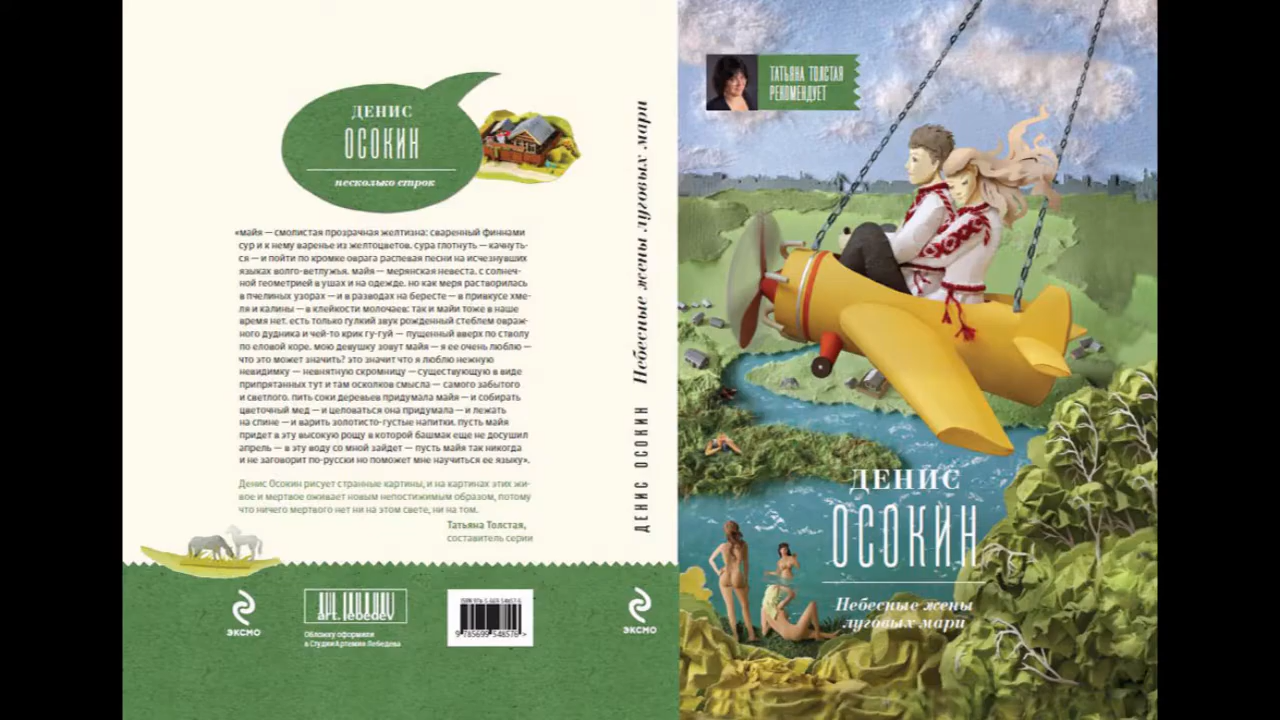 ДЕНИС
ОСОКИН
несколько строк
«майя — смолистая прозрачная желтизна: сваренный финнами
сур и к нему варенье из желтоцветов. сура глотнуть — качнуть-
ся — и пойти по кромке оврага распевая песни на исчезнувших
языках волго-ветлужья. майя — мерянская невеста. с солнеч-
ной геометрией в ушах и на одежде. но как меря растворилась
в пчелиных узорах — и в разводах на бересте — в привкусе хме-
ля и калины — в клейкости молочаев: так и майи тоже в наше
время нет. есть только гулкий звук рожденный стеблем овраж-
ного дудника и чей-то крик гу-гуй — пущенный вверх по стволу
по еловой коре. мою девушку зовут майя — я ее очень люблю —
что это может значить? это значит что я люблю нежную
невидимку — невнятную скромницу — существующую в виде
припрятанных тут и там осколков смысла — самого забытого
и светлого. пить соки деревьев придумала майя — и собирать
цветочный мед — и целоваться она придумала — и лежать
на спине — и варить золотисто-густые напитки. пусть майя
придет в эту высокую рощу в которой башмак еще не досушил
апрель — в эту воду со мной зайдет — пусть майя так никогда
и не заговорит по-русски но поможет мне научиться ее языку».
Денис Осокин рисует странные картины, и на картинах этих жи-
вое и мертвое оживает новым непостижимым образом, потому
что ничего мертвого нет ни на этом свете, ни на том.
Татьяна Толстая,
составитель серии
ЭКСМО
art. lebedev
Обложку оформили
в Студии Артемия Лебедева
ISBN 978-5-699-54857-6
9 785699 548576 >
ДЕНИС ОСОКИН Небесные жены луговых мари
ЭКСМО
ТАТЬЯНА ТОЛСТАЯ
РЕКОМЕНДУЕТ
ДЕНИС
ОСОКИН
Небесные жены
луговых мари